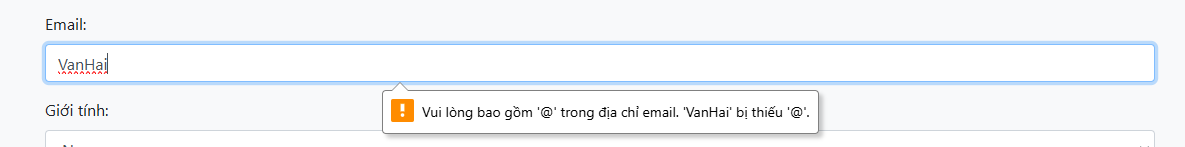 Email:
VanHai
Vui lòng bao gồm '@' trong địa chỉ email. 'VanHai' bị thiếu '@'.
Giới tính: